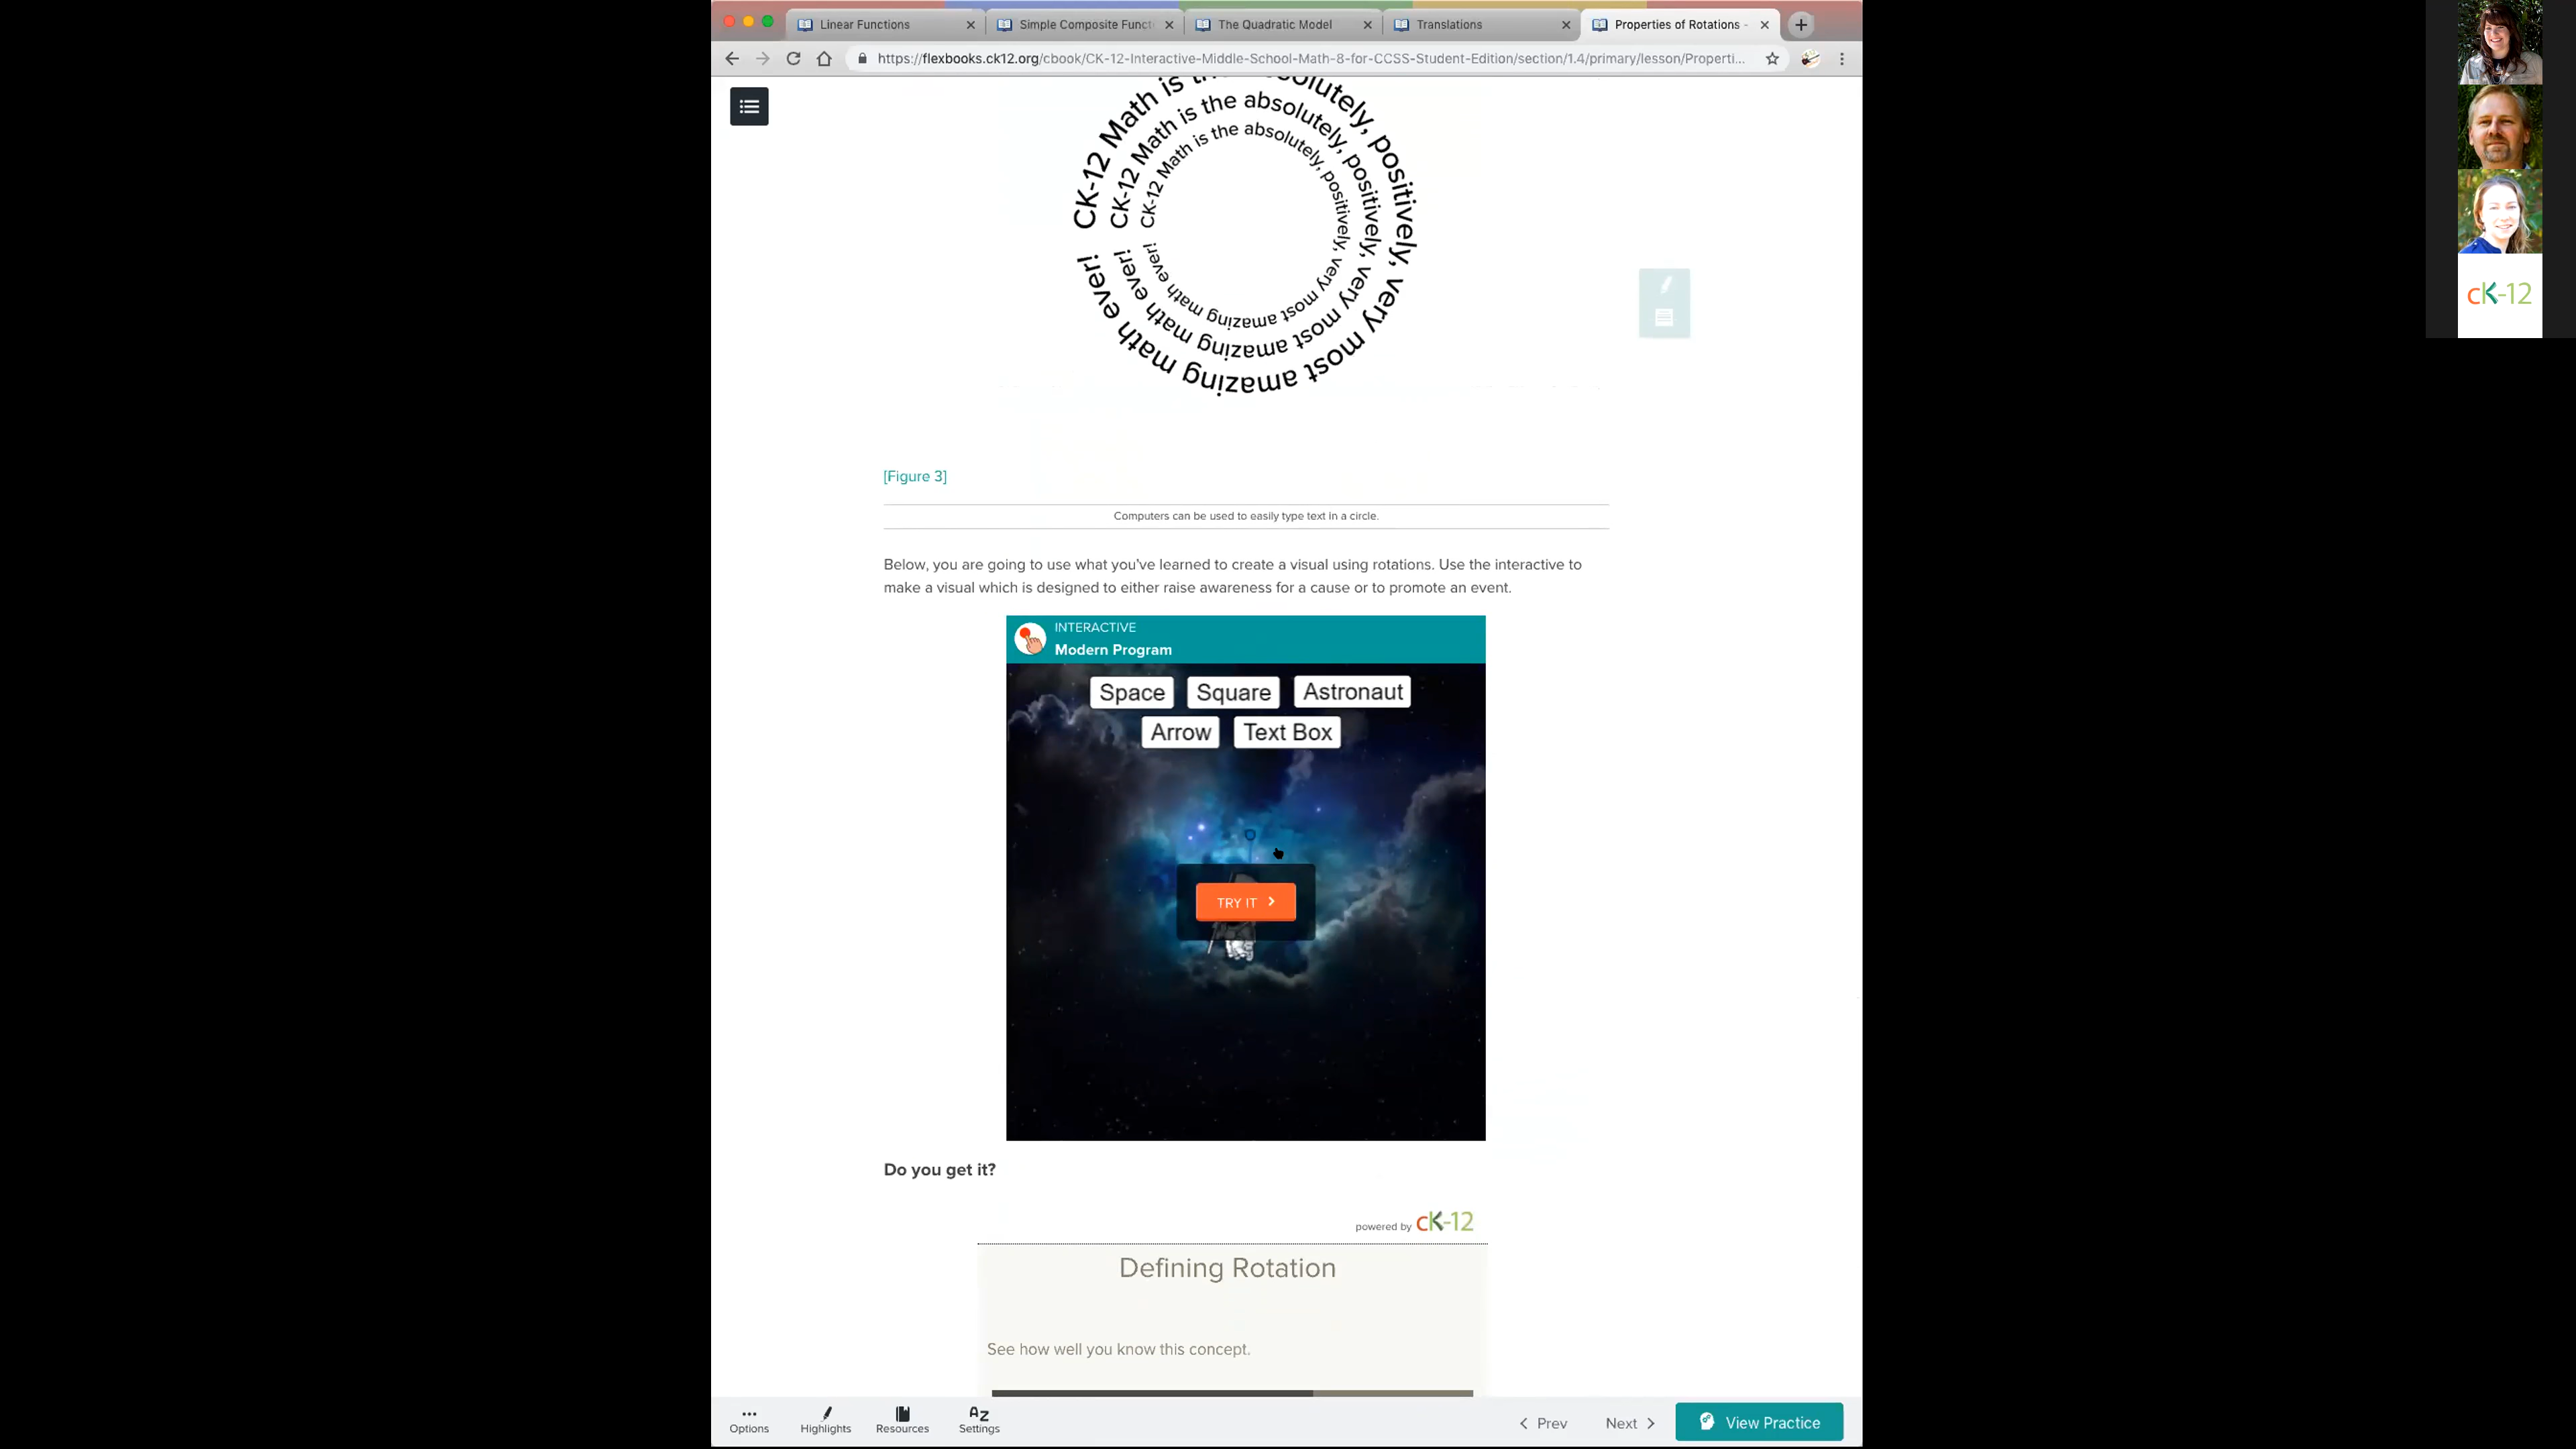 Linear Functions
Simple Composite Funct
The Quadratic Model
Translations
Properties of Rotations -
https://flexbooks.ck12.org/cbook/CK-12-Interactive-Middle-School-Math-8-for-CCSS-Student-Edition/section/1.4/primary/lesson/Properti...
CK-12 Math is the absolutely, positively, very most amazing math ever!
CK-12 Math is the absolutely, positively, very most amazing math ever!
CK-12 Math is the absolutely, positively, very most amazing math ever!
cK-12
[Figure 3]
Computers can be used to easily type text in a circle.
Below, you are going to use what you've learned to create a visual using rotations. Use the interactive to
make a visual which is designed to either raise awareness for a cause or to promote an event.
INTERACTIVE
Modern Program
Space Square Astronaut
Arrow Text Box
TRY IT
Do you get it?
powered by cK-12
Defining Rotation
See how well you know this concept.
Options Highlights Resources Settings Prev Next View Practice